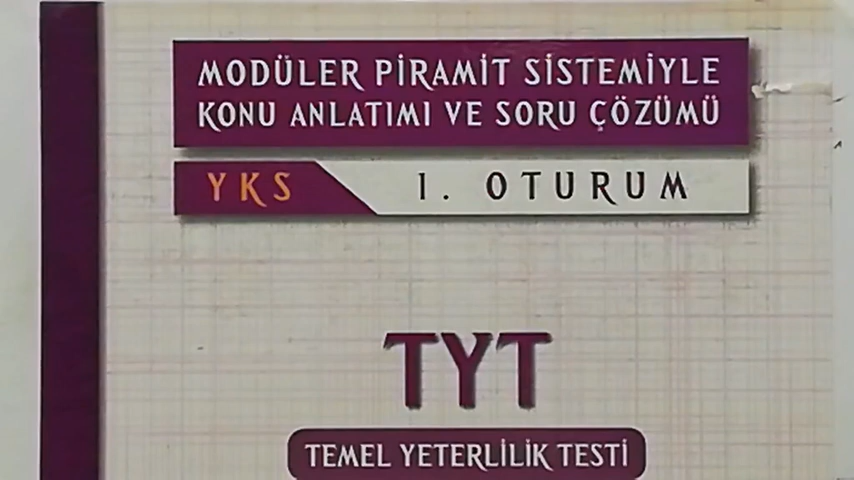 MODÜLER PİRAMİT SİSTEMİYLE
KONU ANLATIMI VE SORU ÇÖZÜMÜ
YKS 1. OTURUM
TYT
TEMEL YETERLİLİK TESTİ